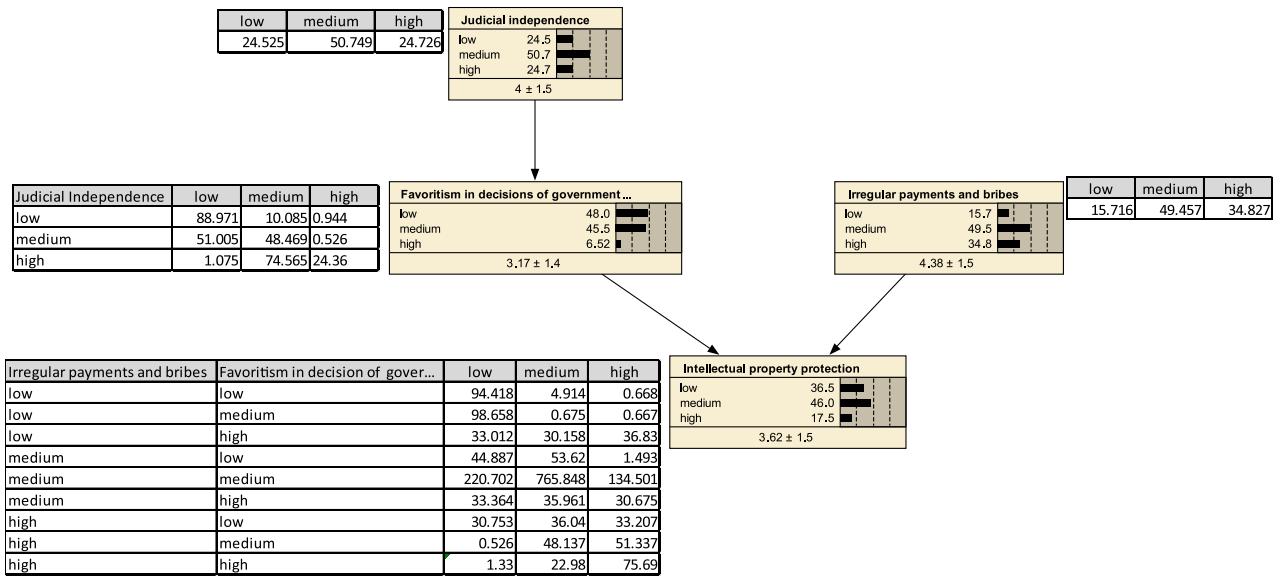 low medium high
24.525 50.749 24.726
Judicial independence
low 24.5
medium 50.7
high 24.7
4 ± 1.5
Judicial Independence low medium high
low 88.971 10.085 0.944
medium 51.005 48.469 0.526
high 1.075 74.565 24.36
Favoritism in decisions of government ...
low 48.0
medium 45.5
high 6.52
3.17 ± 1.4
Irregular payments and bribes
low 15.7
medium 49.5
high 34.8
4.38 ± 1.5
low medium high
15.716 49.457 34.827
Irregular payments and bribes Favoritism in decision of gover... low medium high
low low 94.418 4.914 0.668
low medium 98.658 0.675 0.667
low high 33.012 30.158 36.83
medium low 44.887 53.62 1.493
medium medium 220.702 765.848 134.501
medium high 33.364 35.961 30.675
high low 30.753 36.04 33.207
high medium 0.526 48.137 51.337
high high 1.33 22.98 75.69
Intellectual property protection
low 36.5
medium 46.0
high 17.5
3.62 ± 1.5